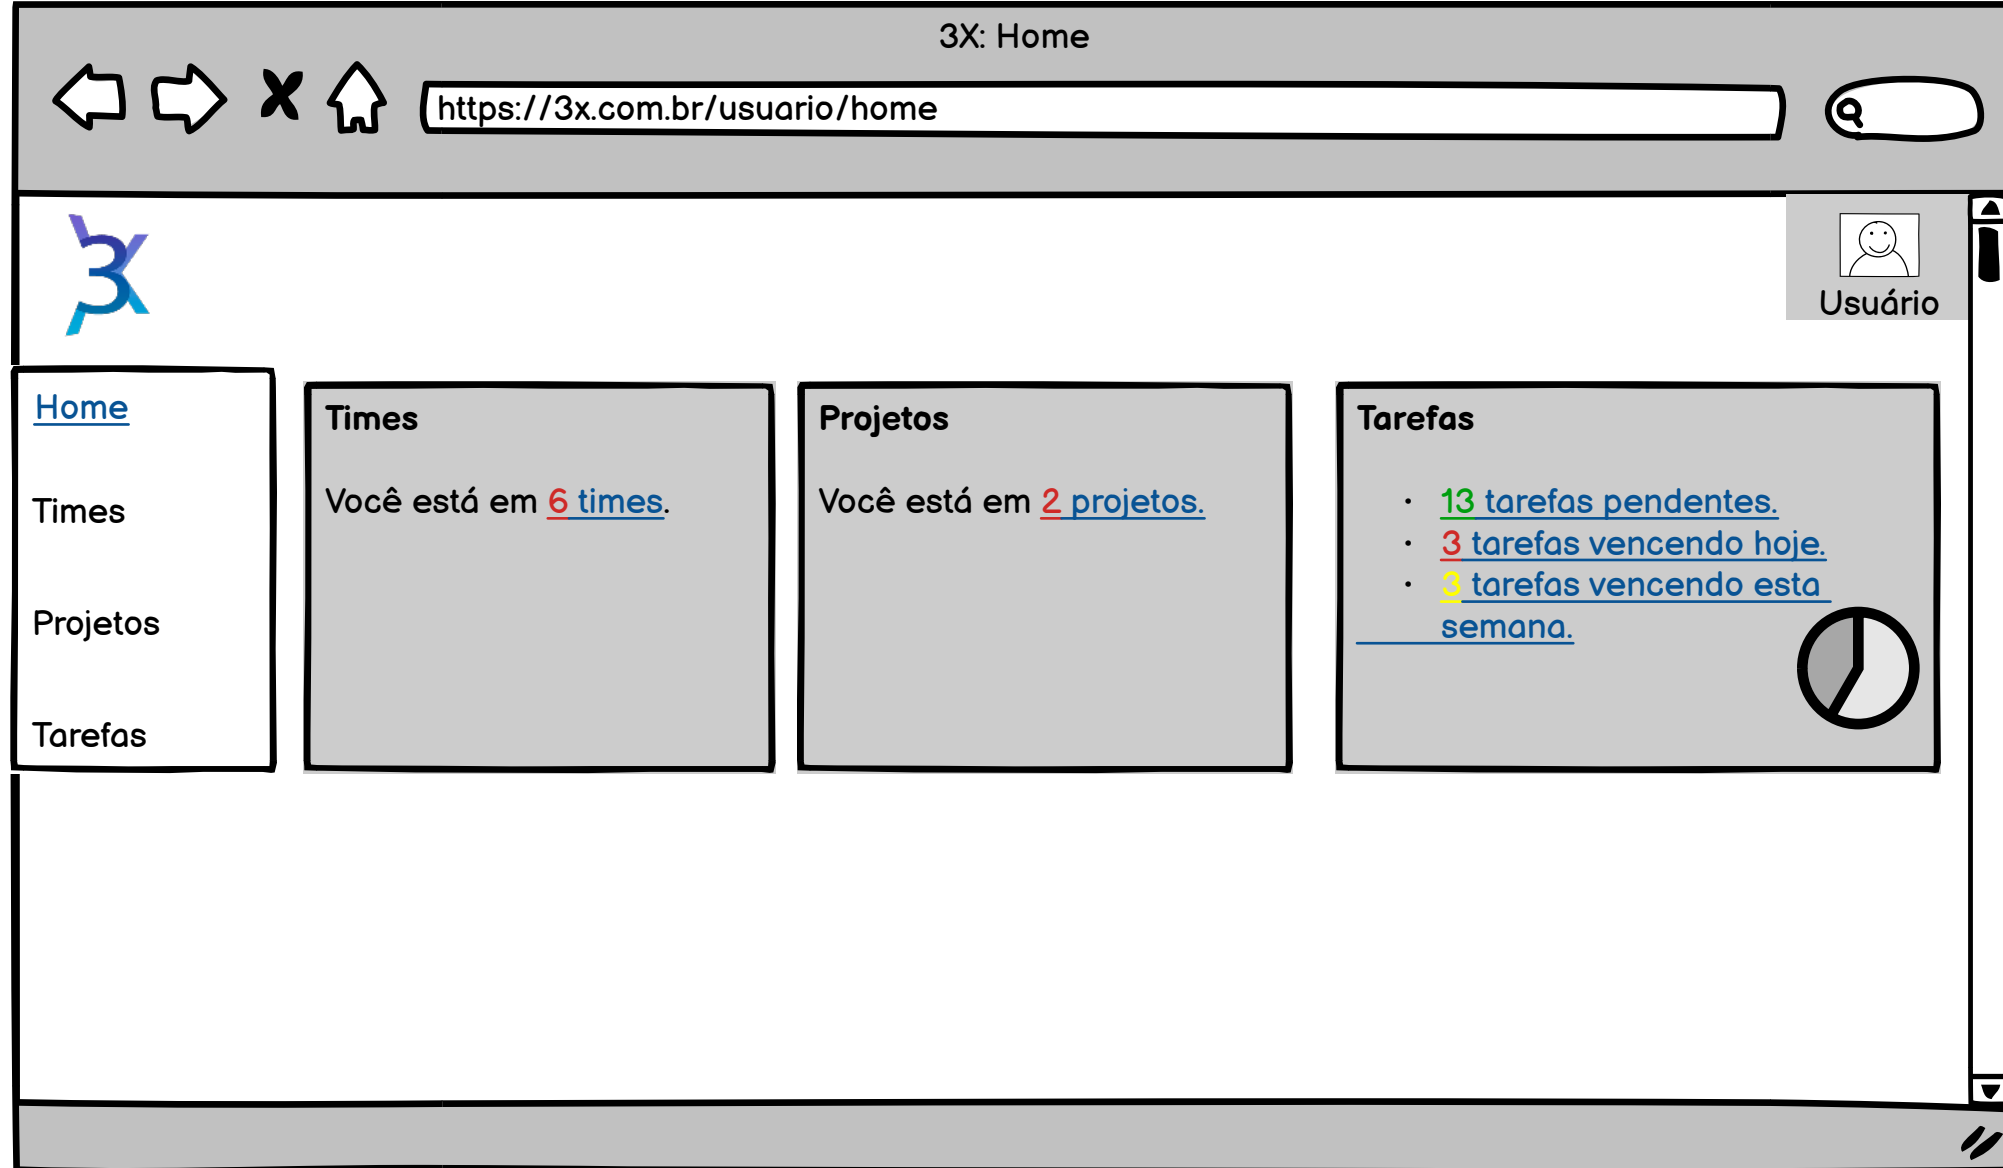 3X: Home
https://3x.com.br/usuario/home
3X
Usuário
Home
Times
Projetos
Tarefas
Times
Você está em 6 times.
Projetos
Você está em 2 projetos.
Tarefas
• 13 tarefas pendentes.
• 3 tarefas vencendo hoje.
• 3 tarefas vencendo esta
semana.